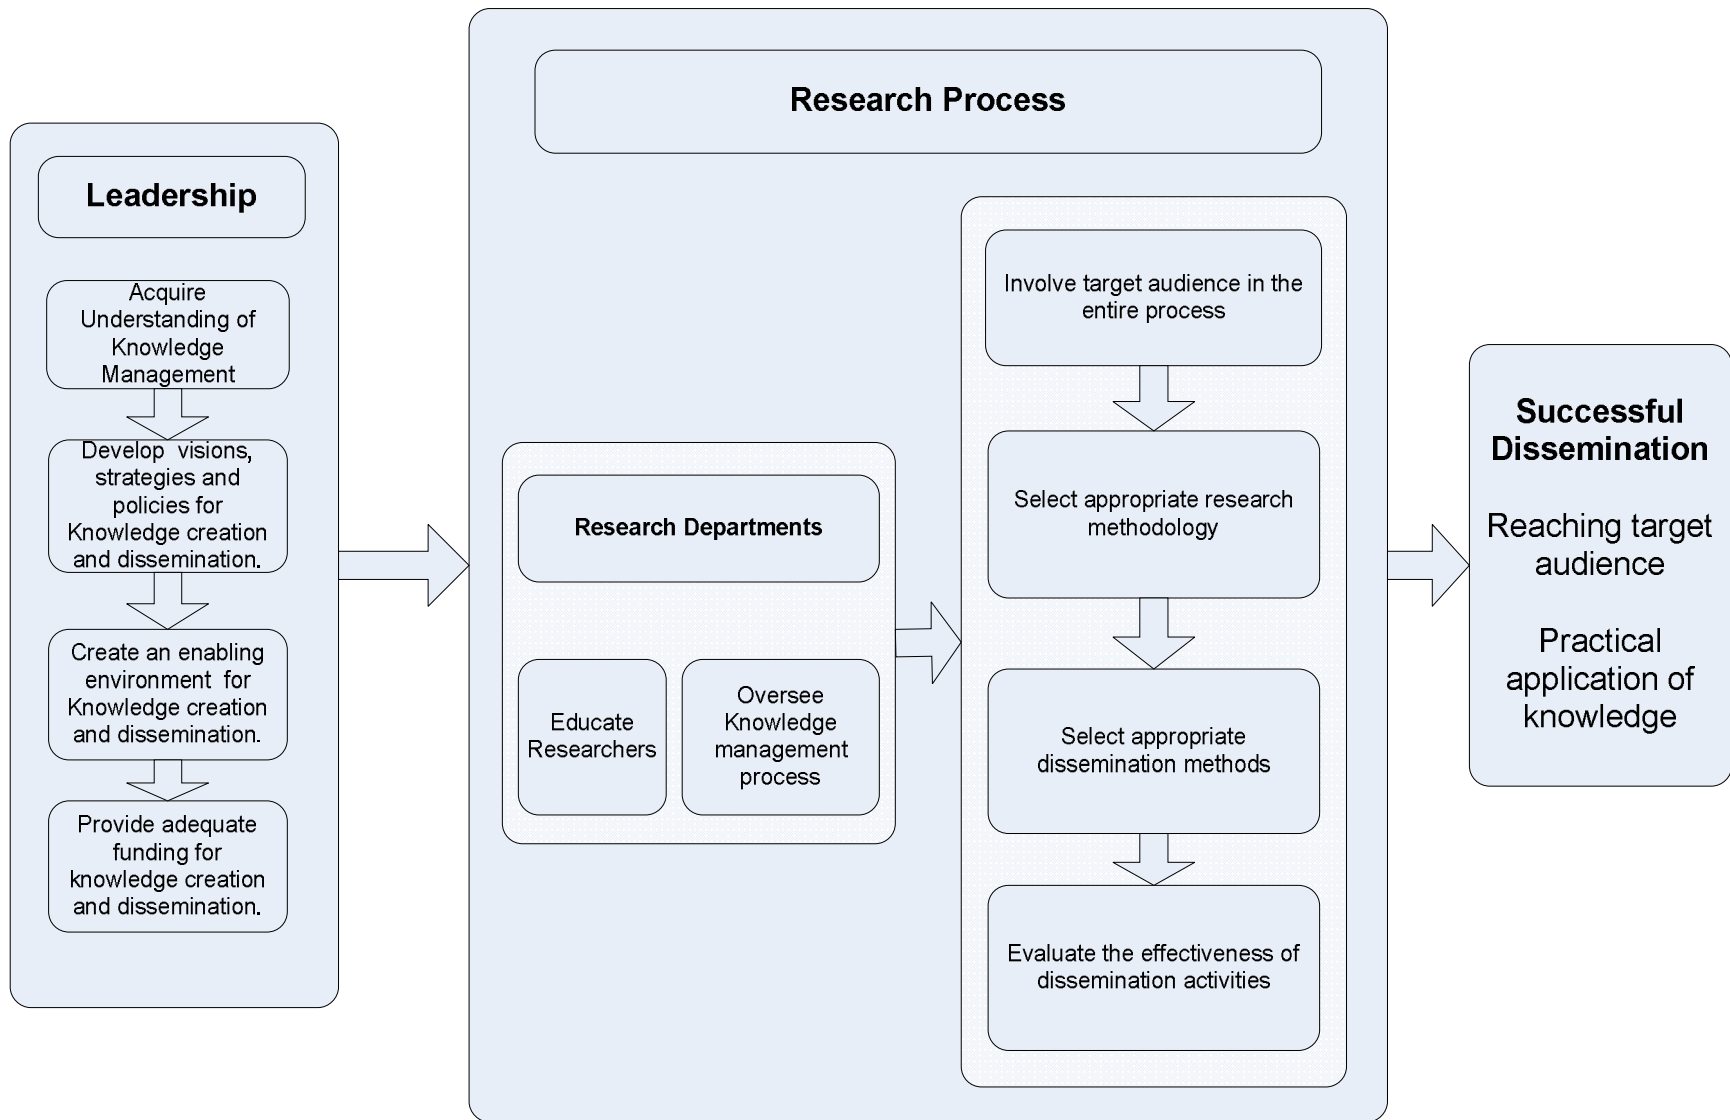 Leadership
Acquire
Understanding of
Knowledge
Management
Develop visions,
strategies and
policies for
Knowledge creation
and dissemination.
Create an enabling
environment for
Knowledge creation
and dissemination.
Provide adequate
funding for
knowledge creation
and dissemination.
Research Process
Research Departments
Educate
Researchers
Oversee
Knowledge
management
process
Involve target audience in the
entire process
Select appropriate research
methodology
Select appropriate
dissemination methods
Evaluate the effectiveness of
dissemination activities
Successful
Dissemination
Reaching target
audience
Practical
application of
knowledge